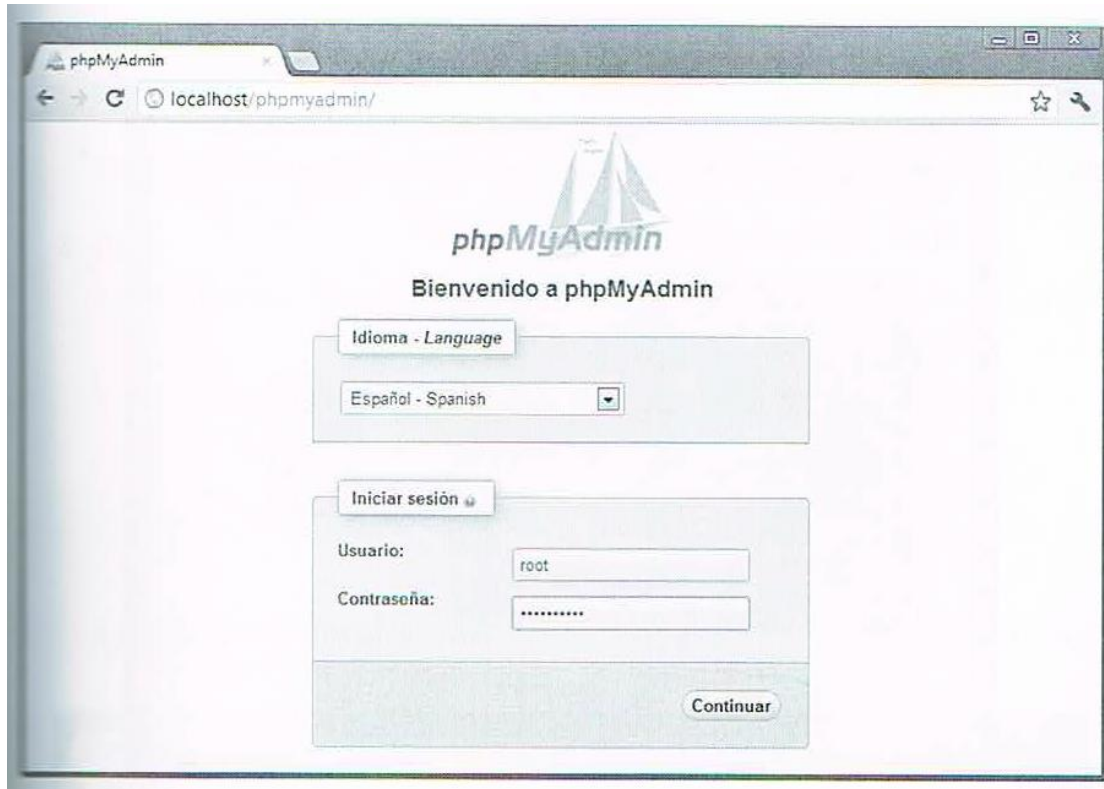 phpMyAdmin
localhost/phpmyadmin/
phpMyAdmin
Bienvenido a phpMyAdmin
Idioma - Language
Español - Spanish
Iniciar sesión
Usuario:
root
Contraseña:
••••••••••
Continuar